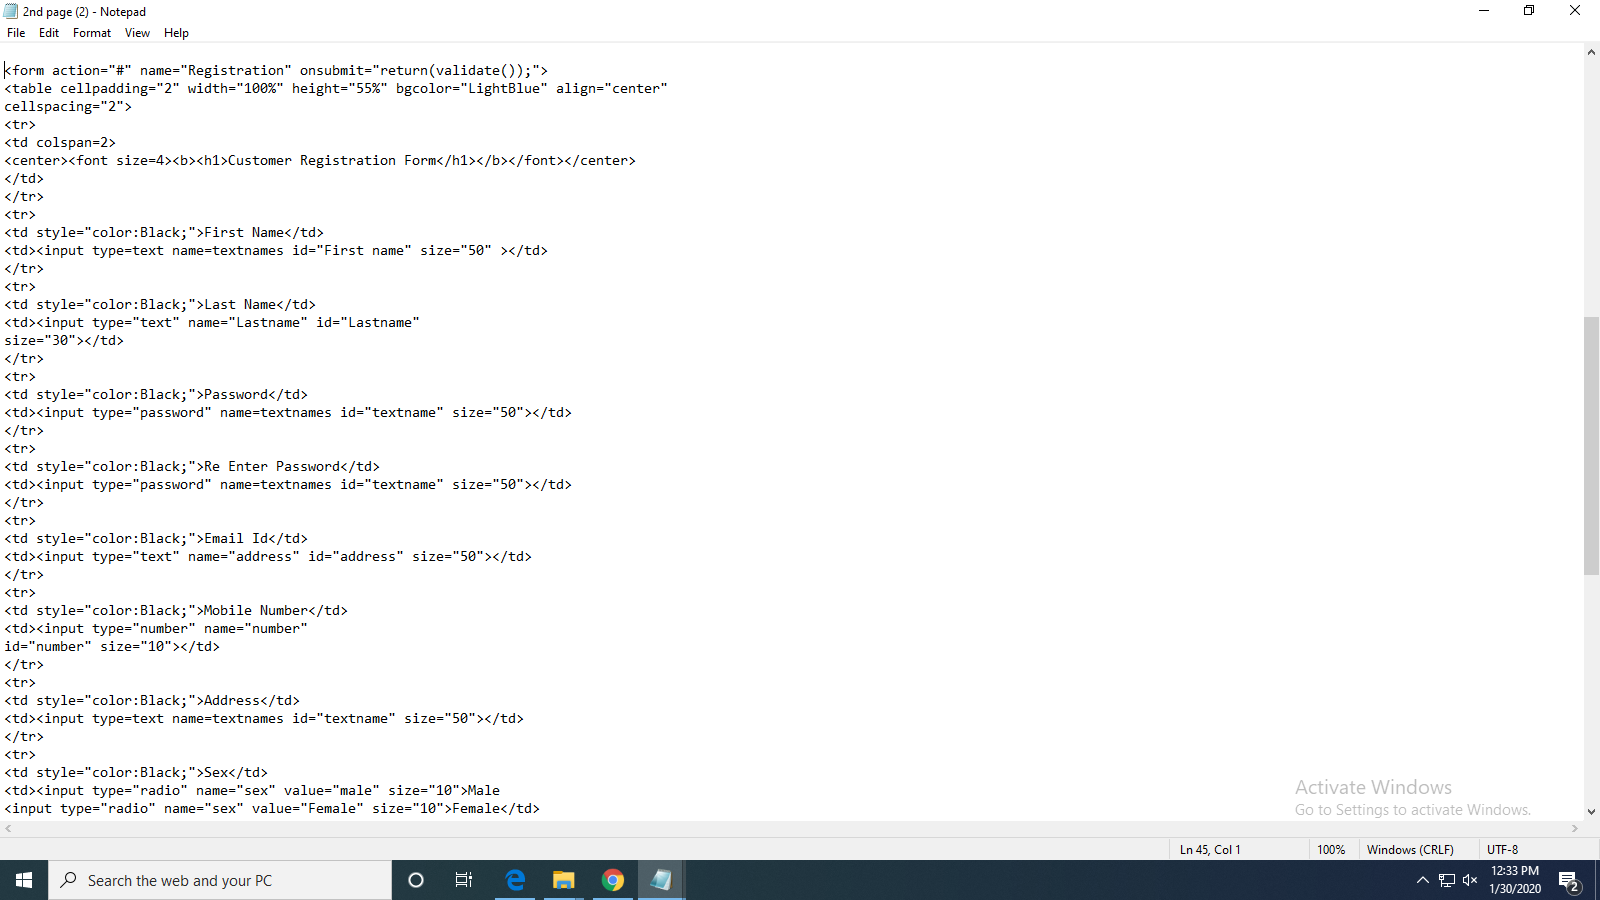 2nd page (2) - Notepad
File Edit Format View Help
<form action="#" name="Registration" onsubmit="return(validate());">
<table cellpadding="2" width="100%" height="55%" bgcolor="LightBlue" align="center"
cellspacing="2">
<tr>
<td colspan=2>
<center><font size=4><b><h1>Customer Registration Form</h1></b></font></center>
</td>
</tr>
<tr>
<td style="color:Black;">First Name</td>
<td><input type=text name=textnames id="First name" size="50" ></td>
</tr>
<tr>
<td style="color:Black;">Last Name</td>
<td><input type="text" name="Lastname" id="Lastname"
size="30"></td>
</tr>
<tr>
<td style="color:Black;">Password</td>
<td><input type="password" name=textnames id="textname" size="50"></td>
</tr>
<tr>
<td style="color:Black;">Re Enter Password</td>
<td><input type="password" name=textnames id="textname" size="50"></td>
</tr>
<tr>
<td style="color:Black;">Email Id</td>
<td><input type="text" name="address" id="address" size="50"></td>
</tr>
<tr>
<td style="color:Black;">Mobile Number</td>
<td><input type="number" name="number"
id="number" size="10"></td>
</tr>
<tr>
<td style="color:Black;">Address</td>
<td><input type=text name=textnames id="textname" size="50"></td>
</tr>
<tr>
<td style="color:Black;">Sex</td>
<td><input type="radio" name="sex" value="male" size="10">Male
<input type="radio" name="sex" value="Female" size="10">Female</td>
Activate Windows
Go to Settings to activate Windows.
Ln 45, Col 1 100% Windows (CRLF) UTF-8
Search the web and your PC
12:33 PM
1/30/2020
2